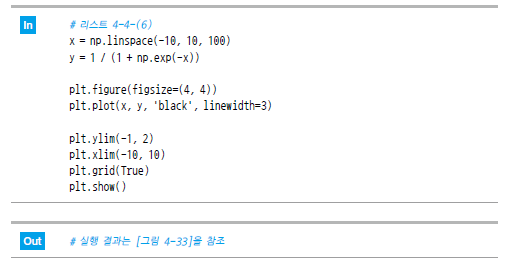 In
# 리스트 4-4-(6)
x = np.linspace(-10, 10, 100)
y = 1 / (1 + np.exp(-x))
plt.figure(figsize=(4, 4))
plt.plot(x, y, 'black', linewidth=3)
plt.ylim(-1, 2)
plt.xlim(-10, 10)
plt.grid(True)
plt.show()
Out
# 실행 결과는 [그림 4-33]을 참조